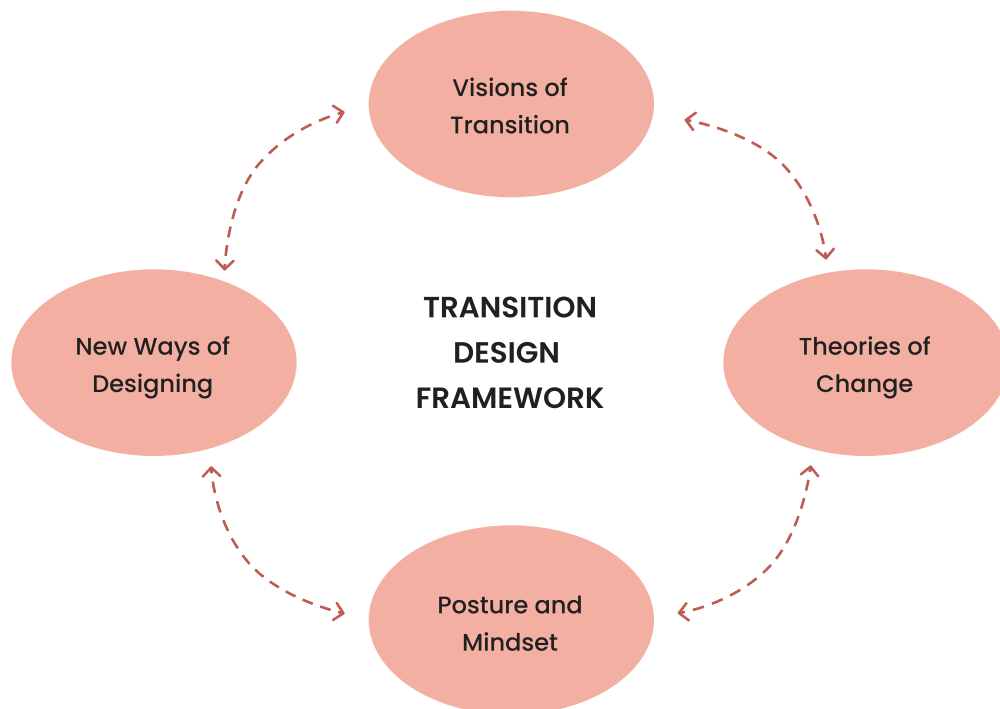 Visions of
Transition
TRANSITION
DESIGN
FRAMEWORK
New Ways of
Designing
Theories of
Change
Posture and
Mindset